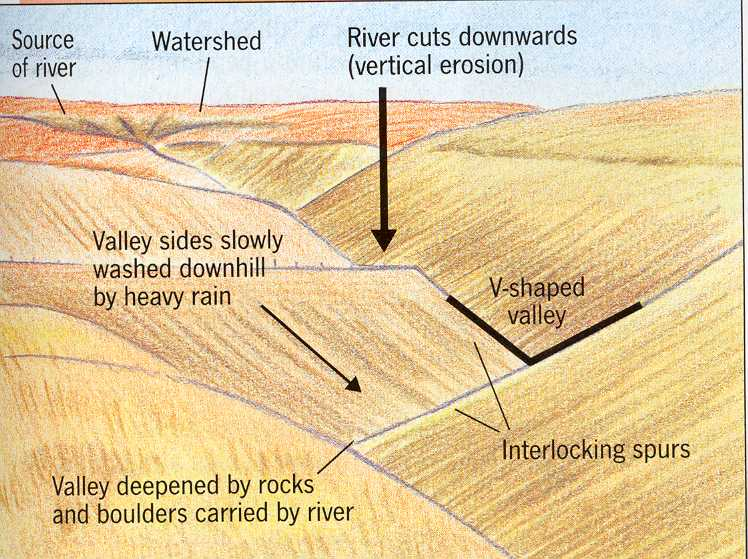 Source
of river
Watershed
River cuts downwards
(vertical erosion)
Valley sides slowly
washed downhill
by heavy rain
V-shaped
valley
Interlocking spurs
Valley deepened by rocks
and boulders carried by river